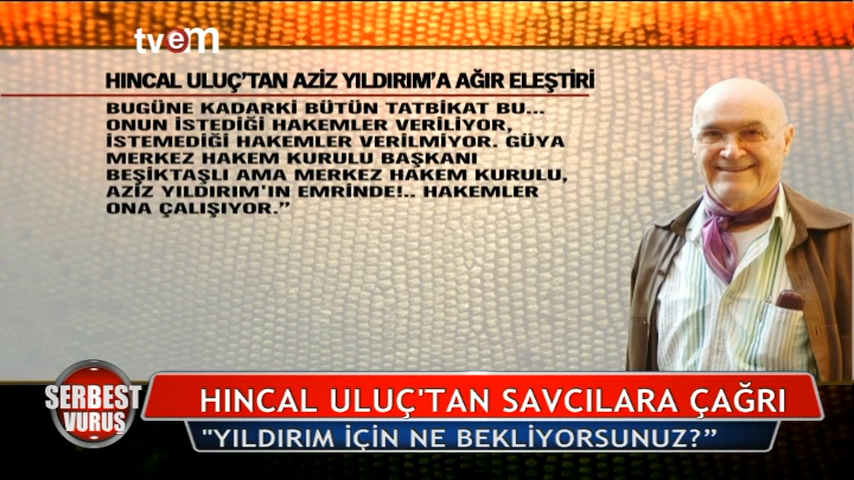 tvem
HINCAL ULUÇ'TAN AZİZ YILDIRIM'A AĞIR ELEŞTİRİ
BUGÜNE KADARKİ BÜTÜN TATBİKAT BU...
ONUN İSTEDİĞİ HAKEMLER VERİLİYOR,
İSTEMEDİĞİ HAKEMLER VERİLMİYOR. GÜYA
MERKEZ HAKEM KURULU BAŞKANI
BEŞİKTAŞLI AMA MERKEZ HAKEM KURULU,
AZİZ YILDIRIM'IN EMRİNDE!.. HAKEMLER
ONA ÇALIŞIYOR.”
SERBEST
VURUŞ
HINCAL ULUÇ'TAN SAVCILARA ÇAĞRI
"YILDIRIM İÇİN NE BEKLİYORSUNUZ?”